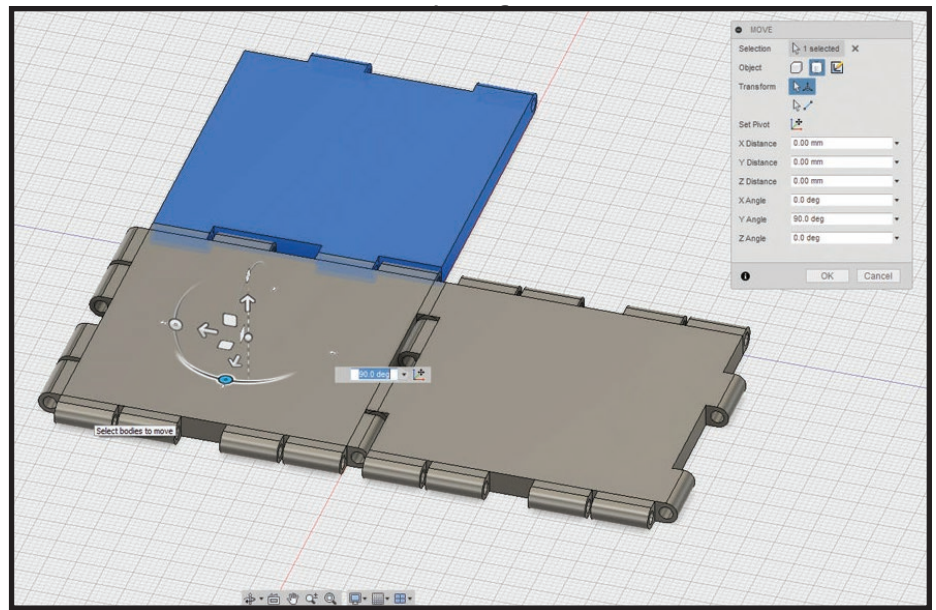 MOVE
Selection 1 selected X
Object
Transform
Set Pivot
X Distance 0.00 mm
Y Distance 0.00 mm
Z Distance 0.00 mm
X Angle 0.0 deg
Y Angle 90.0 deg
Z Angle 0.0 deg
OK Cancel
90.0 deg
Select bodies to move